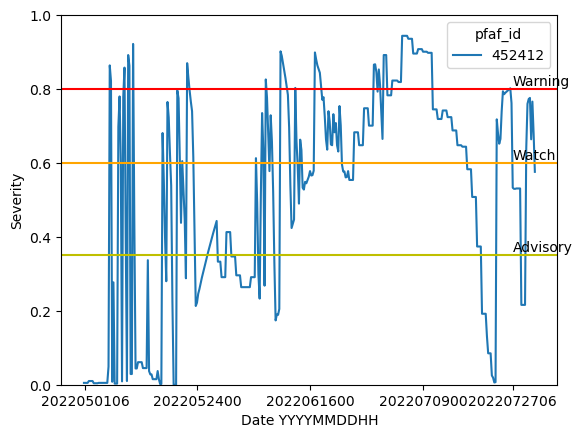 1.0
0.8
0.6
0.4
0.2
0.0
Severity
pfaf_id
452412
Warning
Watch
Advisory
2022050106
2022052400
2022061600
2022070900
2022072706
Date YYYYMMDDHH